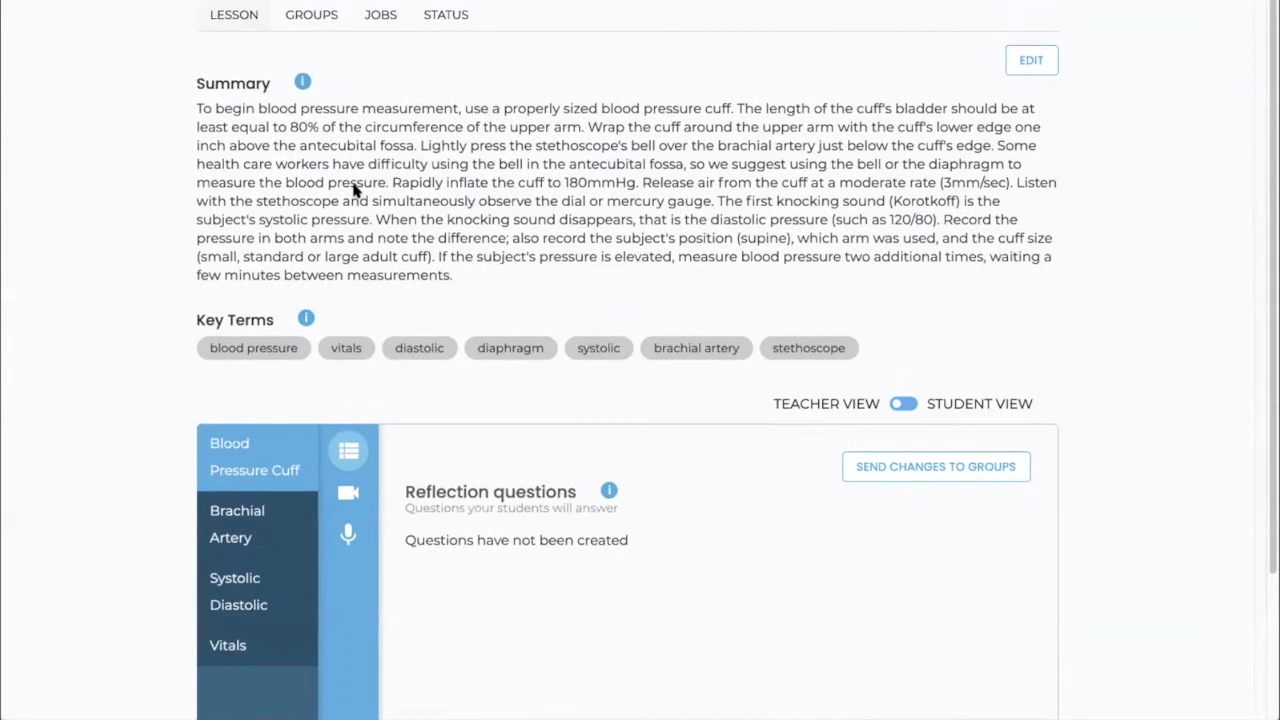 LESSON GROUPS JOBS STATUS
EDIT
Summary i
To begin blood pressure measurement, use a properly sized blood pressure cuff. The length of the cuff's bladder should be at
least equal to 80% of the circumference of the upper arm. Wrap the cuff around the upper arm with the cuff's lower edge one
inch above the antecubital fossa. Lightly press the stethoscope's bell over the brachial artery just below the cuff's edge. Some
health care workers have difficulty using the bell in the antecubital fossa, so we suggest using the bell or the diaphragm to
measure the blood pressure. Rapidly inflate the cuff to 180mmHg. Release air from the cuff at a moderate rate (3mm/sec). Listen
with the stethoscope and simultaneously observe the dial or mercury gauge. The first knocking sound (Korotkoff) is the
subject's systolic pressure. When the knocking sound disappears, that is the diastolic pressure (such as 120/80). Record the
pressure in both arms and note the difference; also record the subject's position (supine), which arm was used, and the cuff size
(small, standard or large adult cuff). If the subject's pressure is elevated, measure blood pressure two additional times, waiting a
few minutes between measurements.
Key Terms i
blood pressure vitals diastolic diaphragm systolic brachial artery stethoscope
TEACHER VIEW STUDENT VIEW
Blood
Pressure Cuff
Brachial
Artery
Systolic
Diastolic
Vitals
SEND CHANGES TO GROUPS
Reflection questions i
Questions your students will answer
Questions have not been created